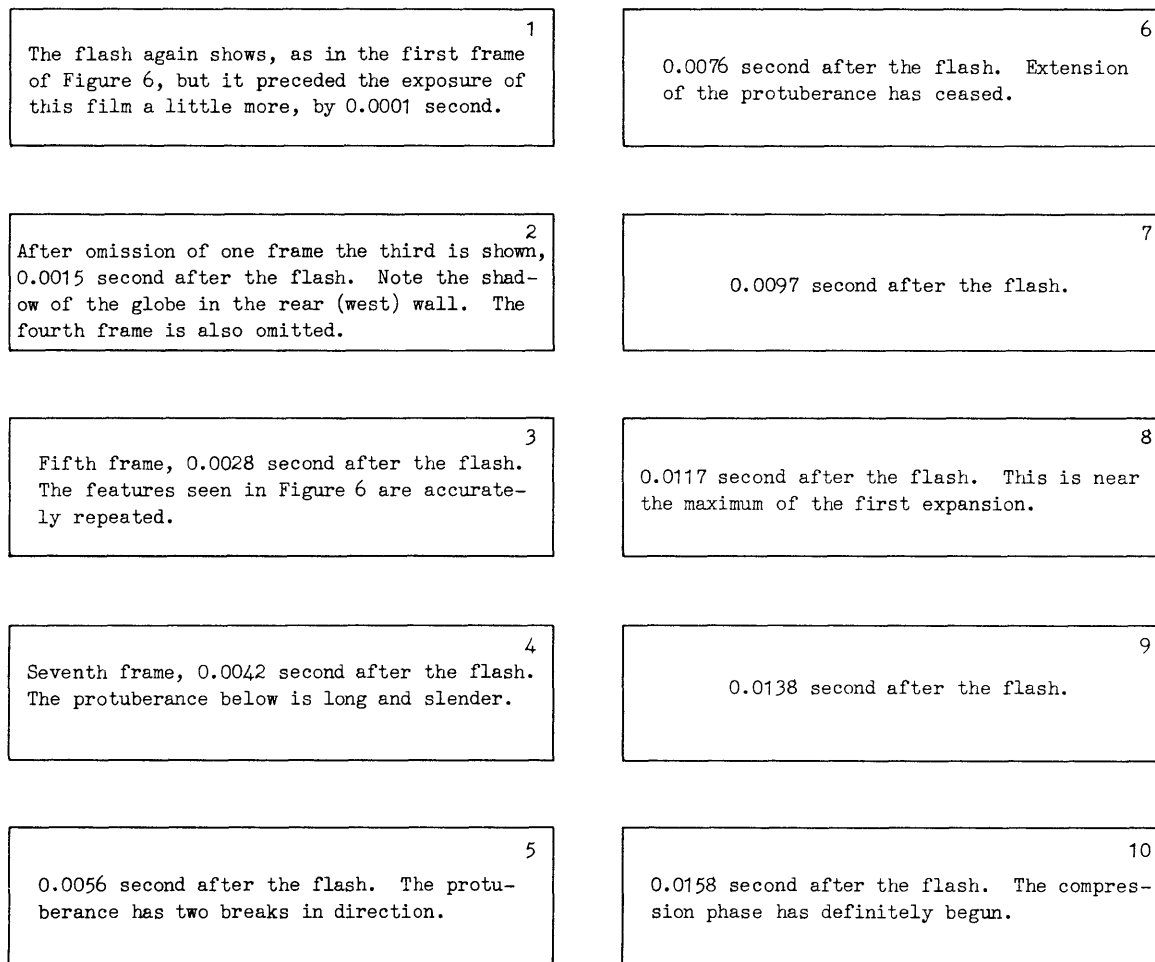 1
The flash again shows, as in the first frame
of Figure 6, but it preceded the exposure of
this film a little more, by 0.0001 second.
2
After omission of one frame the third is shown,
0.0015 second after the flash. Note the shad-
ow of the globe in the rear (west) wall. The
fourth frame is also omitted.
3
Fifth frame, 0.0028 second after the flash.
The features seen in Figure 6 are accurate-
ly repeated.
4
Seventh frame, 0.0042 second after the flash.
The protuberance below is long and slender.
5
0.0056 second after the flash. The protu-
berance has two breaks in direction.
6
0.0076 second after the flash. Extension
of the protuberance has ceased.
7
0.0097 second after the flash.
8
0.0117 second after the flash. This is near
the maximum of the first expansion.
9
0.0138 second after the flash.
10
0.0158 second after the flash. The compres-
sion phase has definitely begun.